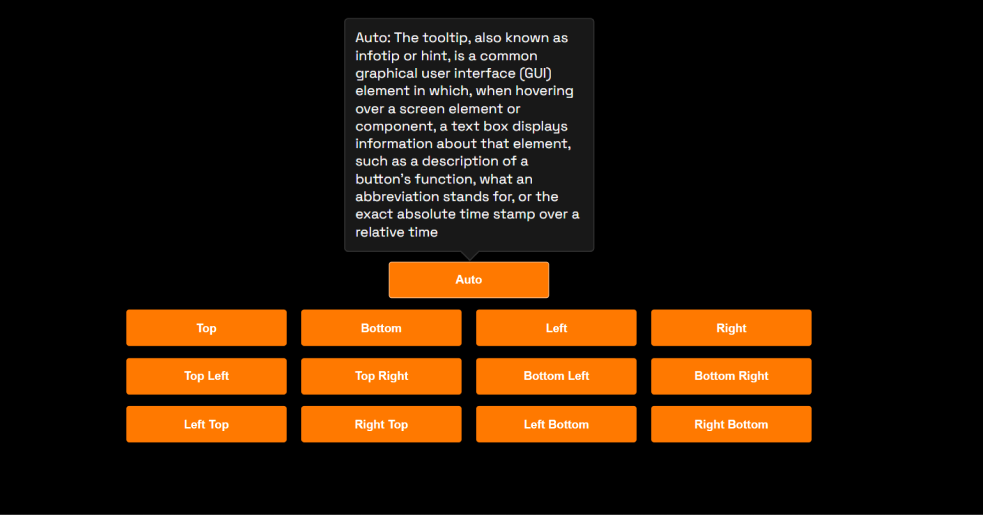 Auto: The tooltip, also known as
infotip or hint, is a common
graphical user interface (GUI)
element in which, when hovering
over a screen element or
component, a text box displays
information about that element,
such as a description of a
button's function, what an
abbreviation stands for, or the
exact absolute time stamp over a
relative time
Auto
Top
Bottom
Left
Right
Top Left
Top Right
Bottom Left
Bottom Right
Left Top
Right Top
Left Bottom
Right Bottom